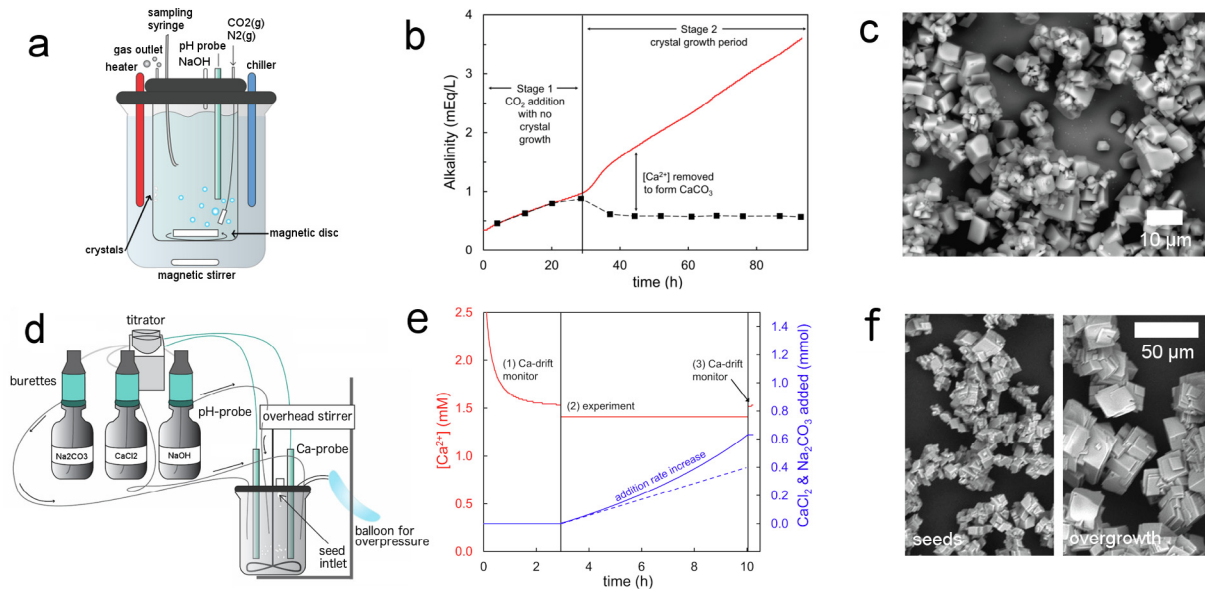 a
sampling
syringe
CO2(g)
N2(g)
gas outlet
pH probe
NaOH
heater
chiller
crystals
magnetic disc
magnetic stirrer
b
Alkalinity (mEq/L)
4
3
2
1
0
Stage 1
CO₂ addition
with no
crystal
growth
Stage 2
crystal growth period
[Ca²⁺] removed
to form CaCO₃
0 20 40 60 80
time (h)
c
10 µm
d
titrator
burettes
pH-probe
overhead stirrer
Ca-probe
Na2CO3
CaCl2
NaOH
balloon for
overpressure
seed
inlet
e
[Ca²⁺] (mM)
2.5
2.0
1.5
1.0
0.5
0.0
(1) Ca-drift
monitor
(2) experiment
(3) Ca-drift
monitor
addition rate increase
1.4
1.2
1.0
0.8
0.6
0.4
0.2
0.0
CaCl₂ & Na₂CO₃ added (mmol)
0 2 4 6 8 10
time (h)
f
50 µm
seeds
overgrowth